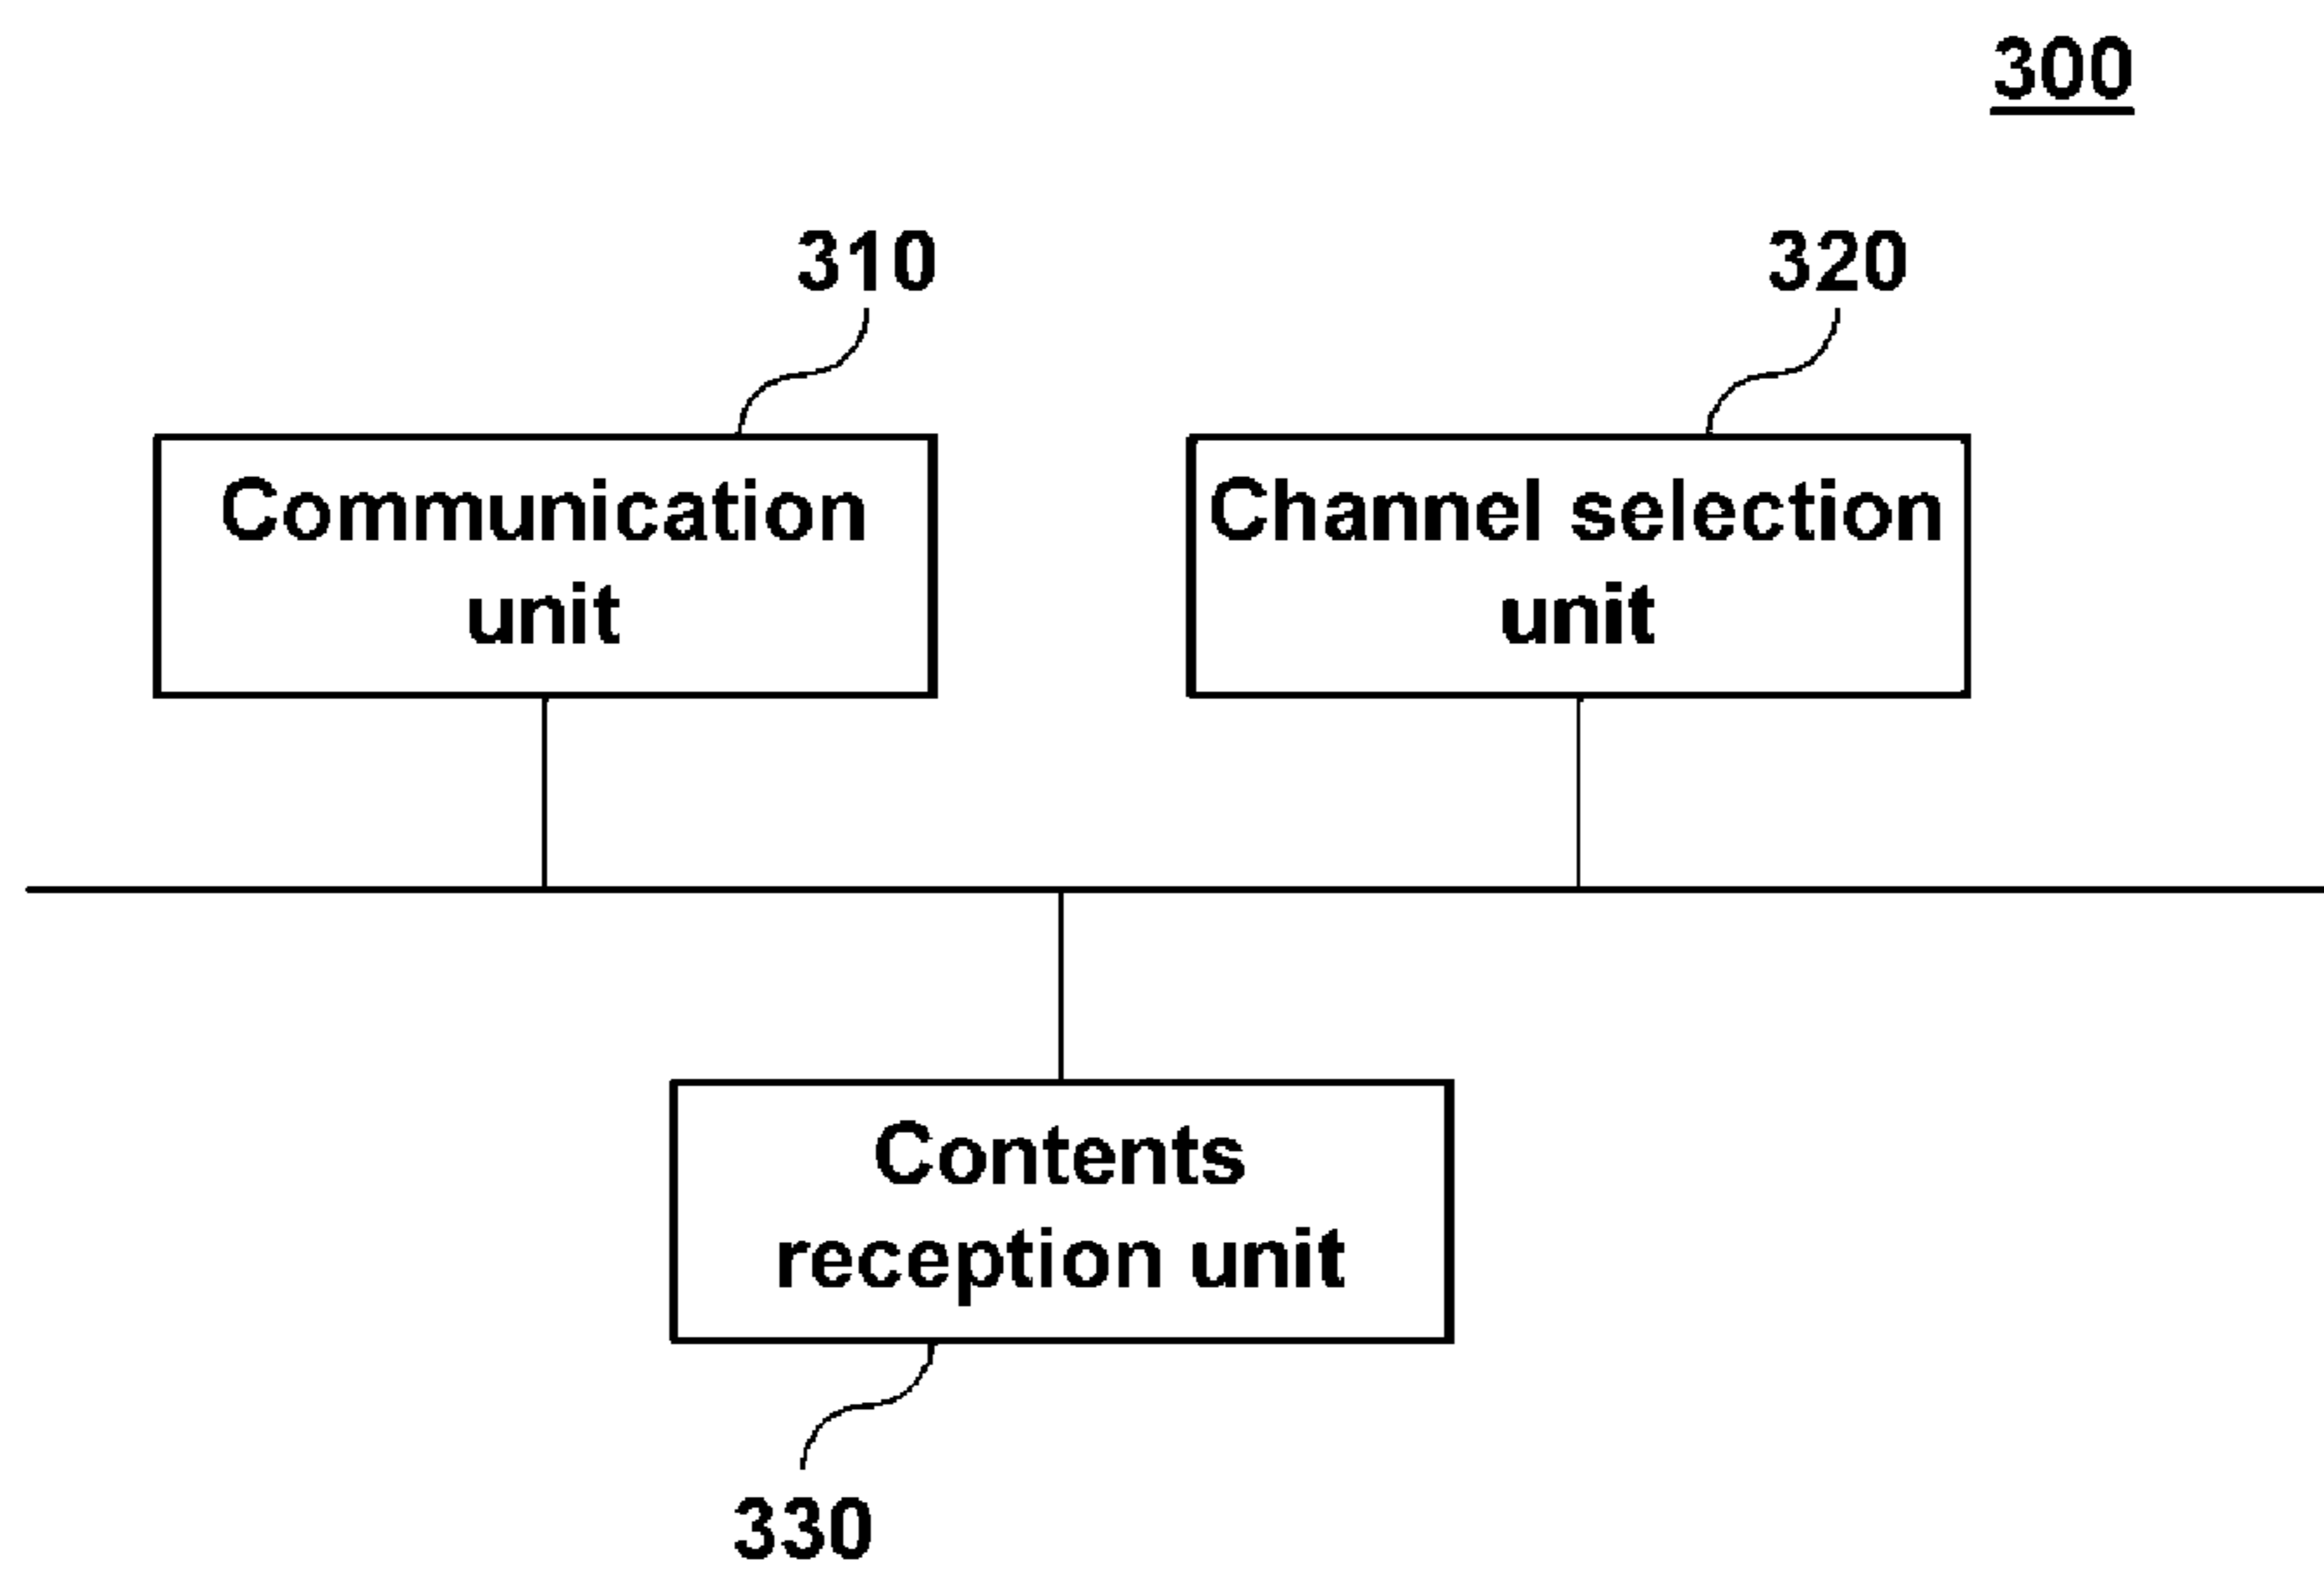 300
310
320
Communication
unit
Channel selection
unit
Contents
reception unit
330